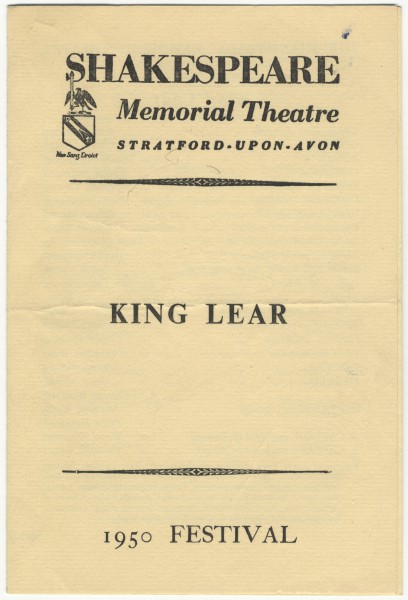 SHAKESPEARE
Memorial Theatre
STRATFORD-UPON-AVON
Non Sanz Droict
KING LEAR
1950 FESTIVAL